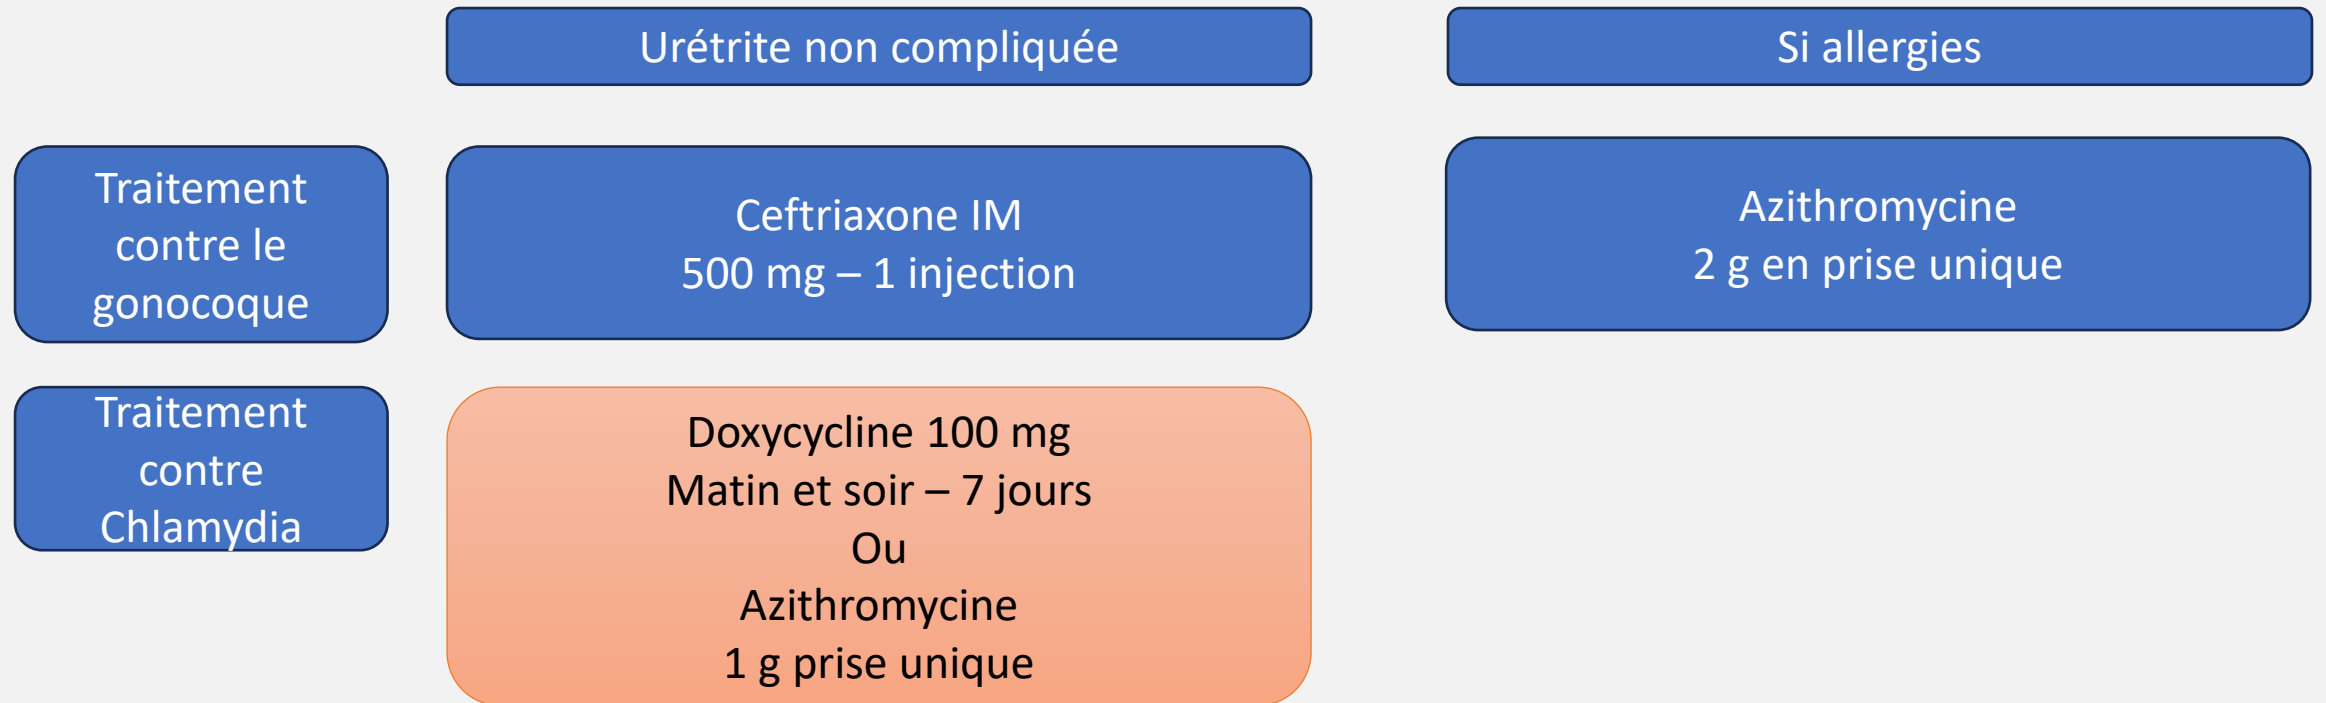 Urétrite non compliquée
Si allergies
Traitement
contre le
gonocoque
Ceftriaxone IM
500 mg – 1 injection
Azithromycine
2 g en prise unique
Traitement
contre
Chlamydia
Doxycycline 100 mg
Matin et soir – 7 jours
Ou
Azithromycine
1 g prise unique